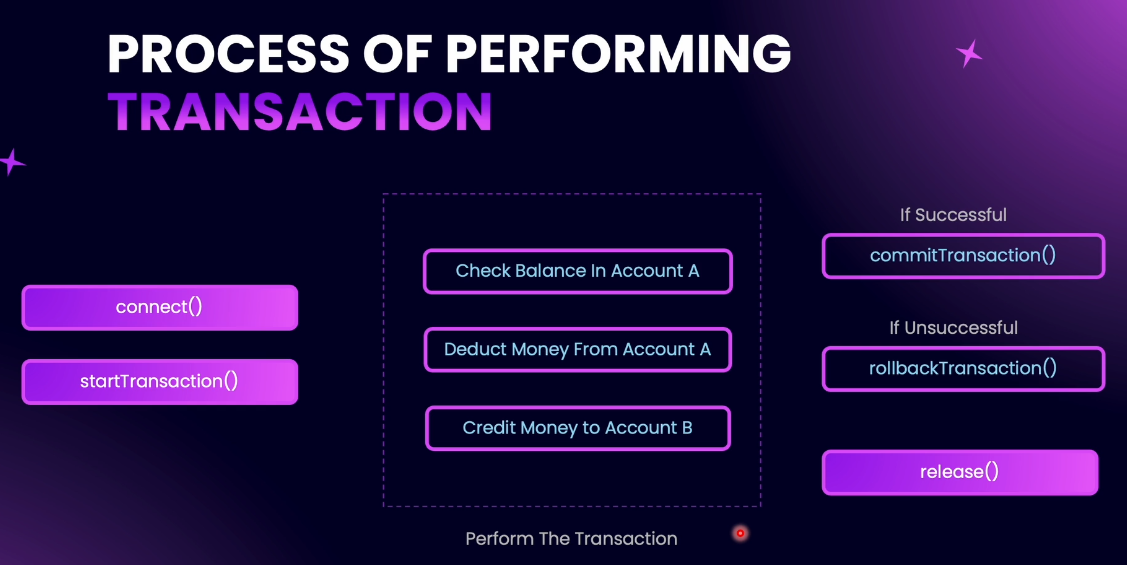 PROCESS OF PERFORMING
TRANSACTION
connect()
startTransaction()
Check Balance In Account A
Deduct Money From Account A
Credit Money to Account B
Perform The Transaction
If Successful
commitTransaction()
If Unsuccessful
rollbackTransaction()
release()